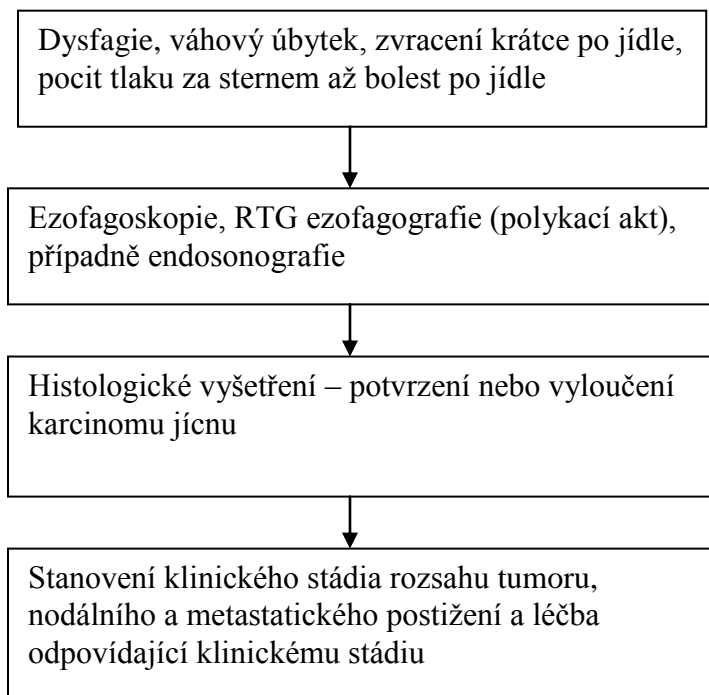 Dysfagie, váhový úbytek, zvracení krátce po jídle,
pocit tlaku za sternem až bolest po jídle
Ezofagoskopie, RTG ezofagografie (polykací akt),
případně endosonografie
Histologické vyšetření – potvrzení nebo vyloučení
karcinomu jícnu
Stanovení klinického stádia rozsahu tumoru,
nodálního a metastatického postižení a léčba
odpovídající klinickému stádiu